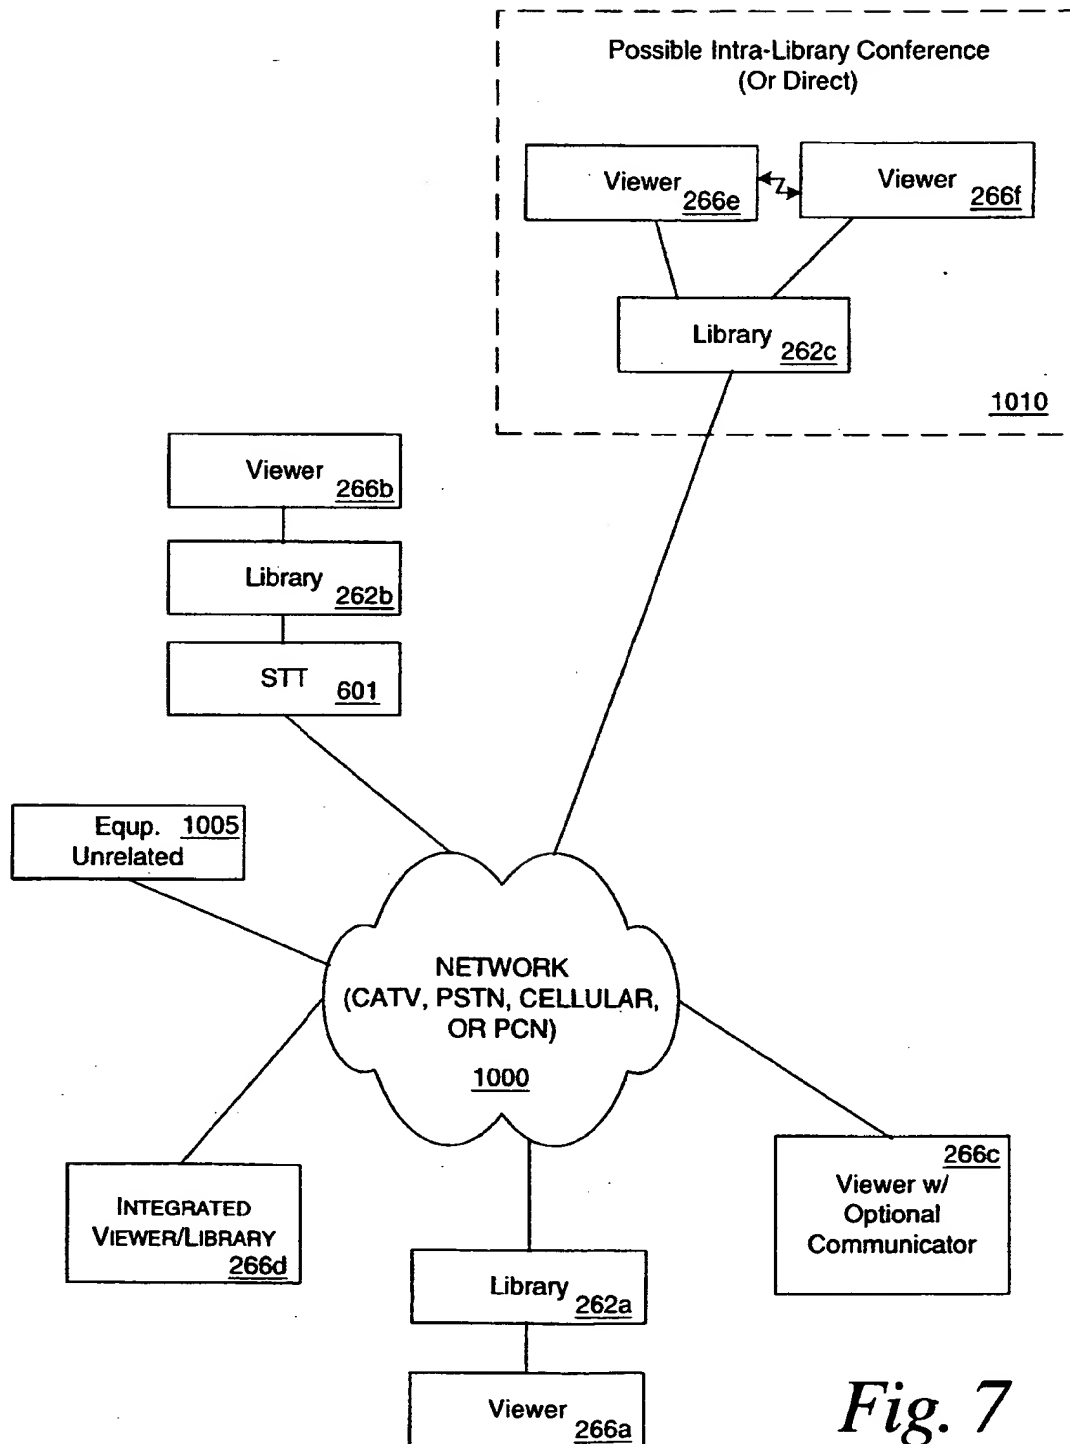 Possible Intra-Library Conference
(Or Direct)
Viewer 266e
Viewer 266f
Library 262c
1010
Viewer 266b
Library 262b
STT 601
Equp. 1005
Unrelated
NETWORK
(CATV, PSTN, CELLULAR,
OR PCN)
1000
266c
Viewer w/
Optional
Communicator
INTEGRATED
VIEWER/LIBRARY
266d
Library 262a
Viewer 266a
Fig. 7